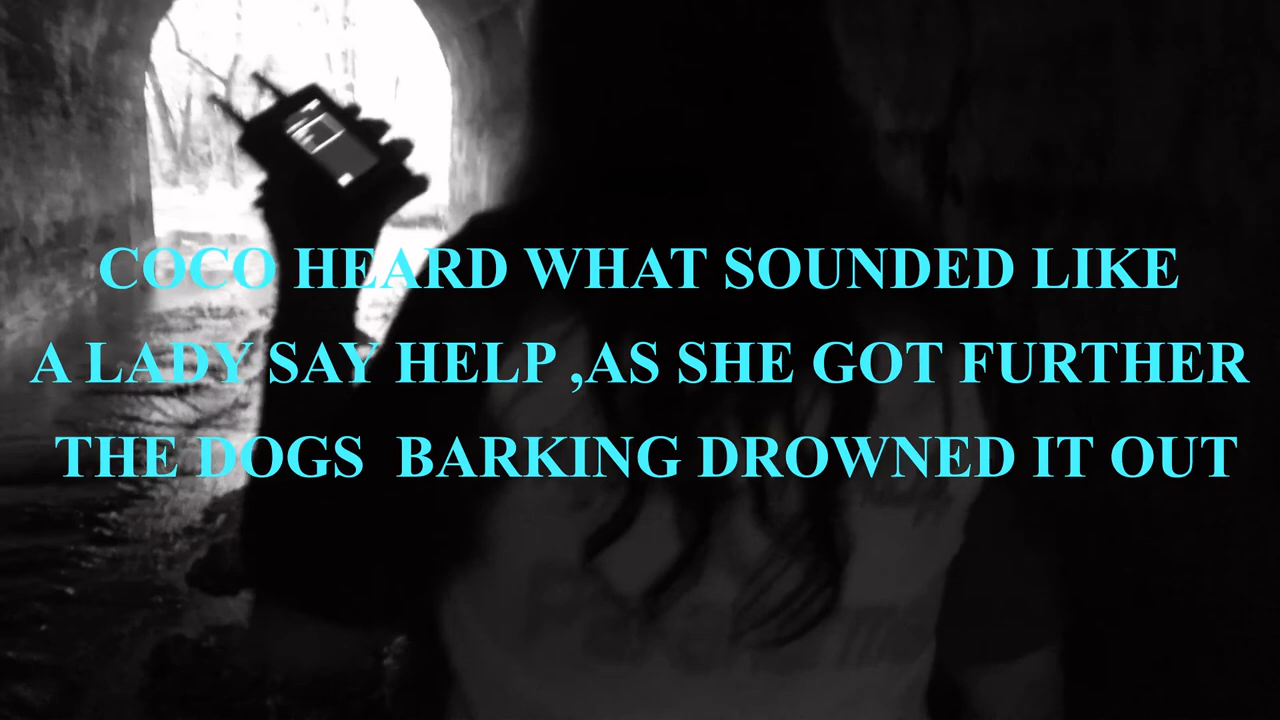 COCO HEARD WHAT SOUNDED LIKE
A LADY SAY HELP ,AS SHE GOT FURTHER
THE DOGS  BARKING DROWNED IT OUT